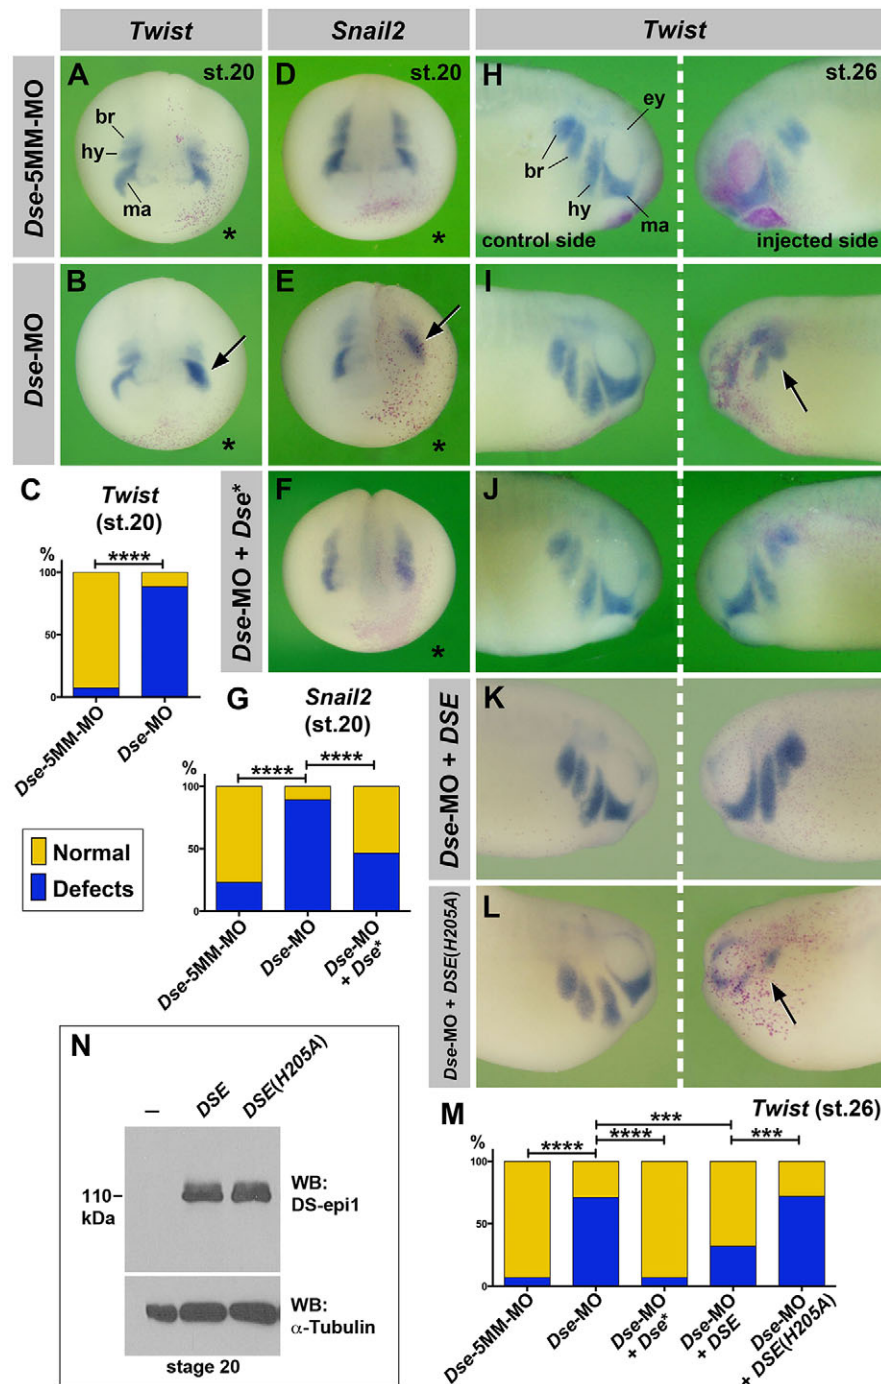 Twist
Snail2
Twist
Dse-5MM-MO
A
st.20
br
hy
ma
*
D
st.20
*
H
st.26
ey
br
hy
ma
control side
injected side
Dse-MO
B
*
E
*
I
C
Twist
(st.20)
%
****
100
50
0
Dse-5MM-MO
Dse-MO
Dse-MO + Dse*
F
*
J
G
Snail2
(st.20)
%
****
****
100
50
0
Dse-5MM-MO
Dse-MO
Dse-MO
+ Dse*
Normal
Defects
Dse-MO + DSE
K
Dse-MO + DSE(H205A)
L
N
–
DSE
DSE(H205A)
110–
kDa
WB:
DS-epi1
WB:
α-Tubulin
stage 20
M
Twist (st.26)
%
***
****
****
***
100
50
0
Dse-5MM-MO
Dse-MO
Dse-MO
+ Dse*
Dse-MO
+ DSE
Dse-MO
+ DSE(H205A)